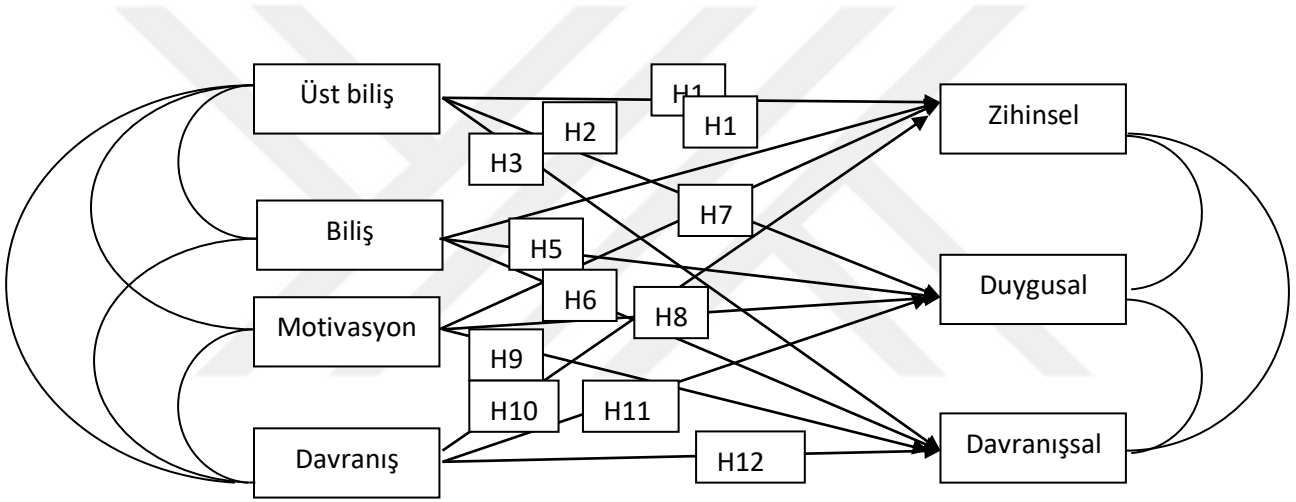 Üst biliş
H1
H1
Zihinsel
H2
H3
H7
Biliş
H5
Duygusal
H6
H8
Motivasyon
H9
H10
H11
Davranış
H12
Davranışsal